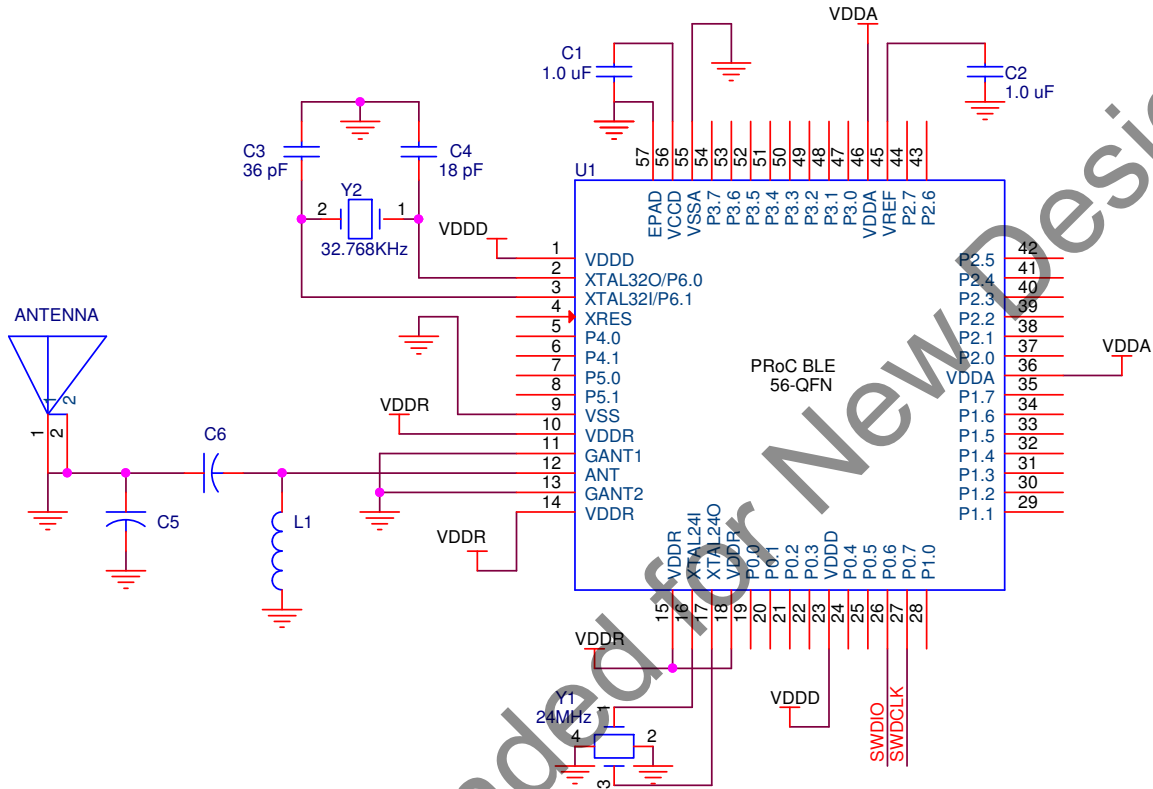 VDDA
C1
1.0 uF
C2
1.0 uF
C3
36 pF
C4
18 pF
Y2
2
1
32.768KHz
57
56
55
54
53
52
51
50
49
48
47
46
45
44
43
U1
EPAD
VCCD
VSSA
P3.7
P3.6
P3.5
P3.4
P3.3
P3.2
P3.1
P3.0
VDDA
VREF
P2.7
P2.6
VDDD
1 VDDD
2 XTAL32O/P6.0
3 XTAL32I/P6.1
4 XRES
5 P4.0
6 P4.1
7 P5.0
8 P5.1
9 VSS
10 VDDR
11 GANT1
12 ANT
13 GANT2
14 VDDR
P2.5 42
P2.4 41
P2.3 40
P2.2 39
P2.1 38
P2.0 37
VDDA 36
P1.7 35
P1.6 34
P1.5 33
P1.4 32
P1.3 31
P1.2 30
P1.1 29
VDDA
PRoC BLE
56-QFN
ANTENNA
1
2
1
2
VDDR
C6
C5
L1
VDDR
VDDR
XTAL24I
XTAL24O
VDDR
P0.0
P0.1
P0.2
P0.3
VDDD
P0.4
P0.5
P0.6
P0.7
P1.0
15
16
17
18
19
20
21
22
23
24
25
26
27
28
VDDR
Y1
24MHz
1
4
2
3
VDDD
SWDIO
SWDCLK
nded for New Desi